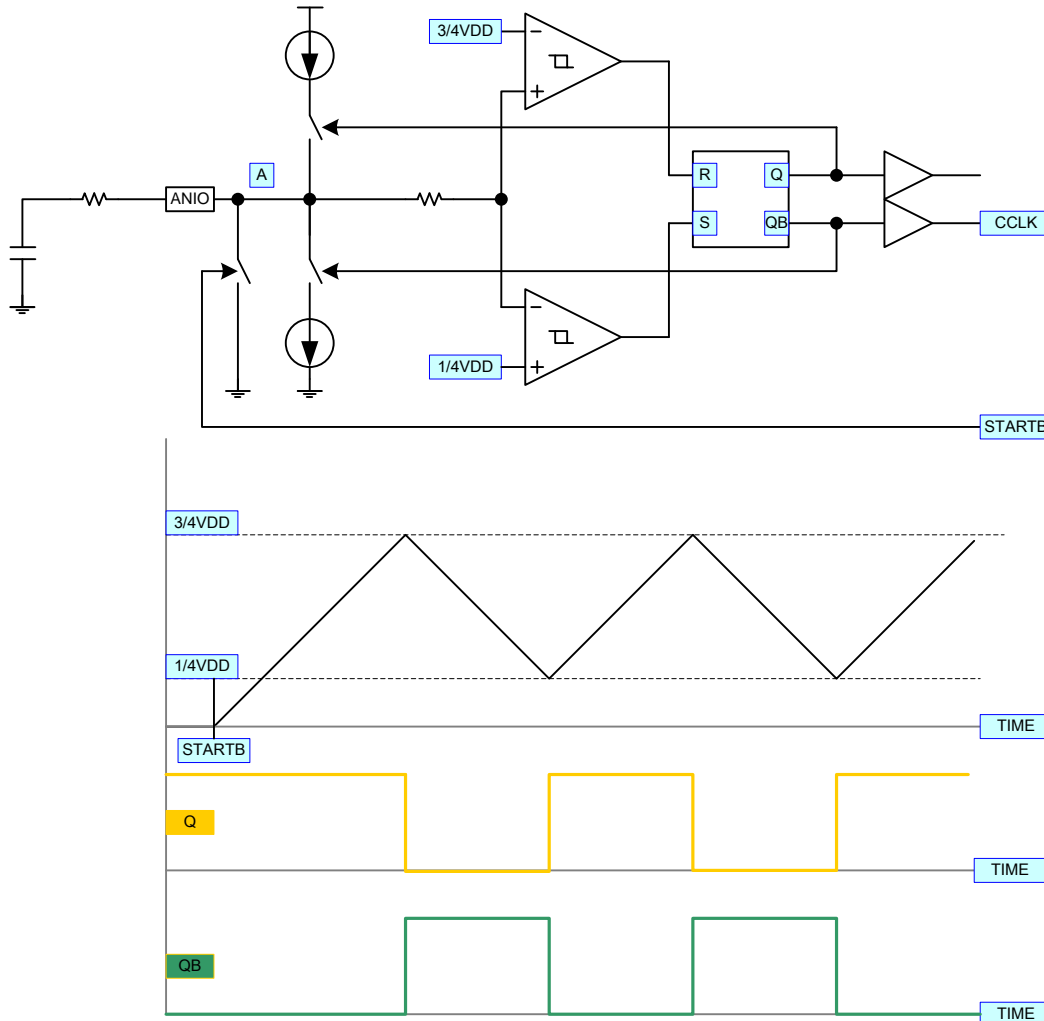 3/4VDD
A
ANIO
R
Q
S
QB
CCLK
1/4VDD
STARTB
3/4VDD
1/4VDD
TIME
STARTB
Q
TIME
QB
TIME